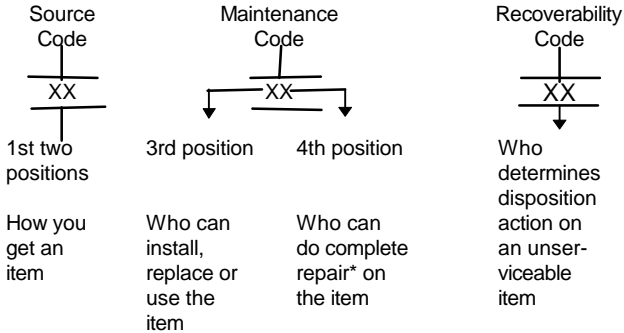 Source
Code
Maintenance
Code
Recoverability
Code
XX
XX
XX
1st two
positions
3rd position
4th position
Who
determines
disposition
action on
an unser-
viceable
item
How you
get an
item
Who can
install,
replace or
use the
item
Who can
do complete
repair* on
the item